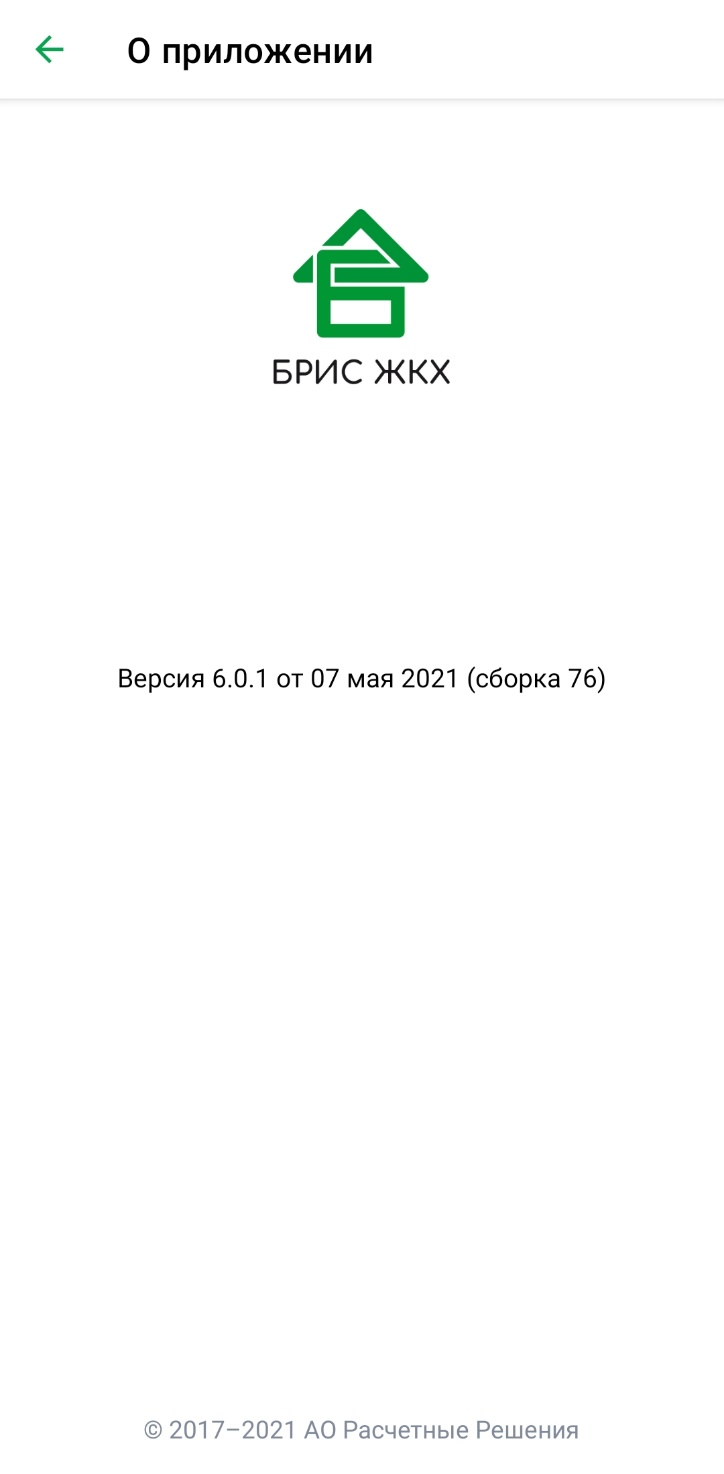 О приложении
БРИС ЖКХ
Версия 6.0.1 от 07 мая 2021 (сборка 76)
© 2017–2021 АО Расчетные Решения